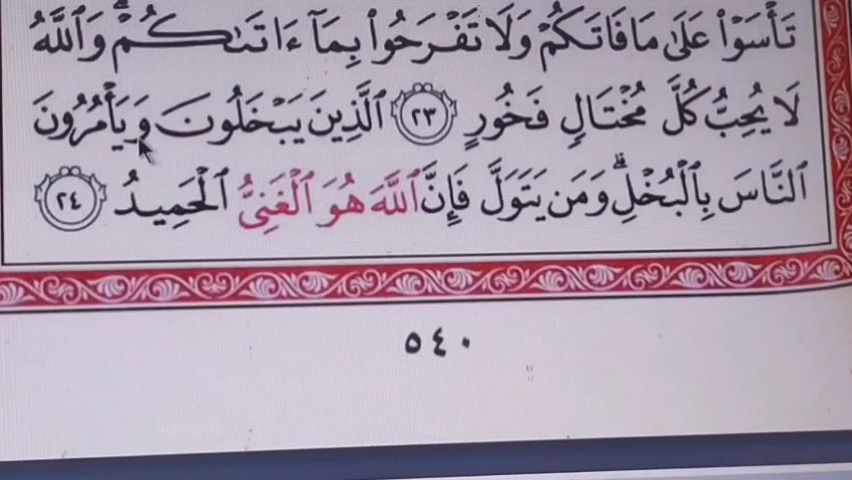 تَأْسَوْا۟ عَلَىٰ مَا فَاتَكُمْ وَلَا تَفْرَحُوا۟ بِمَآ ءَاتَىٰكُمْ ۗ وَٱللَّهُ
لَا يُحِبُّ كُلَّ مُخْتَالٍ فَخُورٍ ٢٣ ٱلَّذِينَ يَبْخَلُونَ وَيَأْمُرُونَ
ٱلنَّاسَ بِٱلْبُخْلِ ۗ وَمَن يَتَوَلَّ فَإِنَّ ٱللَّهَ هُوَ ٱلْغَنِىُّ ٱلْحَمِيدُ ٢٤
٥٤٠